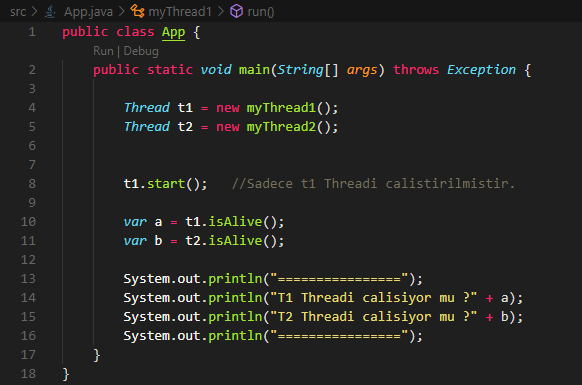 src > App.java > myThread1 > run()
1 public class App {
Run | Debug
2 public static void main(String[] args) throws Exception {
3
4 Thread t1 = new myThread1();
5 Thread t2 = new myThread2();
6
7
8 t1.start(); //Sadece t1 Threadi calistirilmistir.
9
10 var a = t1.isAlive();
11 var b = t2.isAlive();
12
13 System.out.println("================");
14 System.out.println("T1 Threadi calisiyor mu ?" + a);
15 System.out.println("T2 Threadi calisiyor mu ?" + b);
16 System.out.println("================");
17 }
18 }